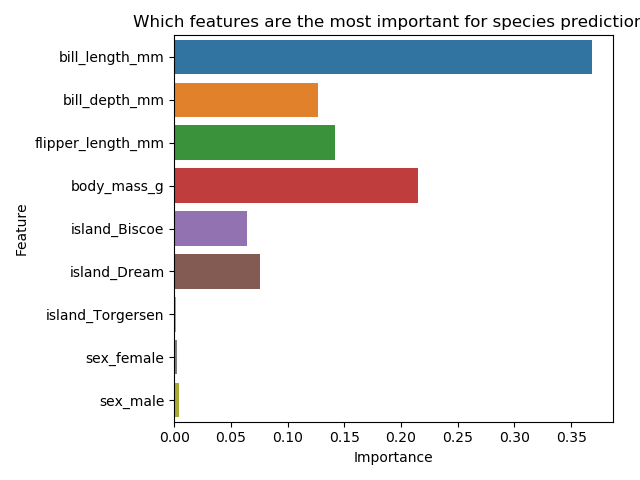 Which features are the most important for species prediction
bill_length_mm
bill_depth_mm
flipper_length_mm
body_mass_g
island_Biscoe
island_Dream
island_Torgersen
sex_female
sex_male
Feature
0.00 0.05 0.10 0.15 0.20 0.25 0.30 0.35
Importance